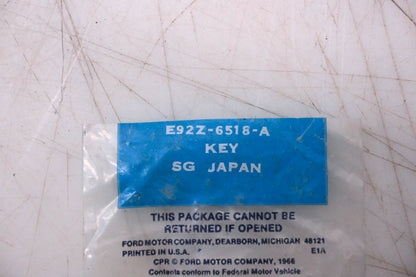 E92Z-6518-A
KEY
SG JAPAN
THIS PACKAGE CANNOT BE
RETURNED IF OPENED
FORD MOTOR COMPANY, DEARBORN, MICHIGAN 48121
PRINTED IN U.S.A. E1A
CPR © FORD MOTOR COMPANY, 1968
Contents conform to Federal Motor Vehicle